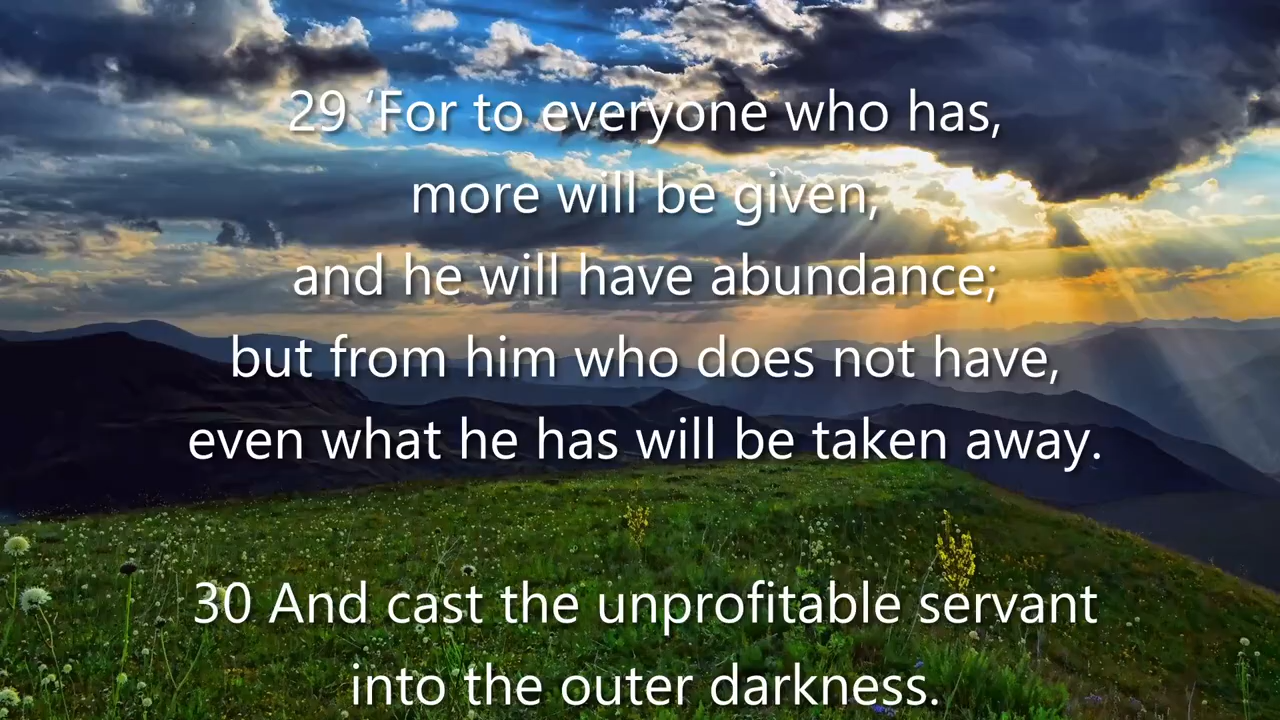 29 ‘For to everyone who has,
more will be given,
and he will have abundance;
but from him who does not have,
even what he has will be taken away.
30 And cast the unprofitable servant
into the outer darkness.